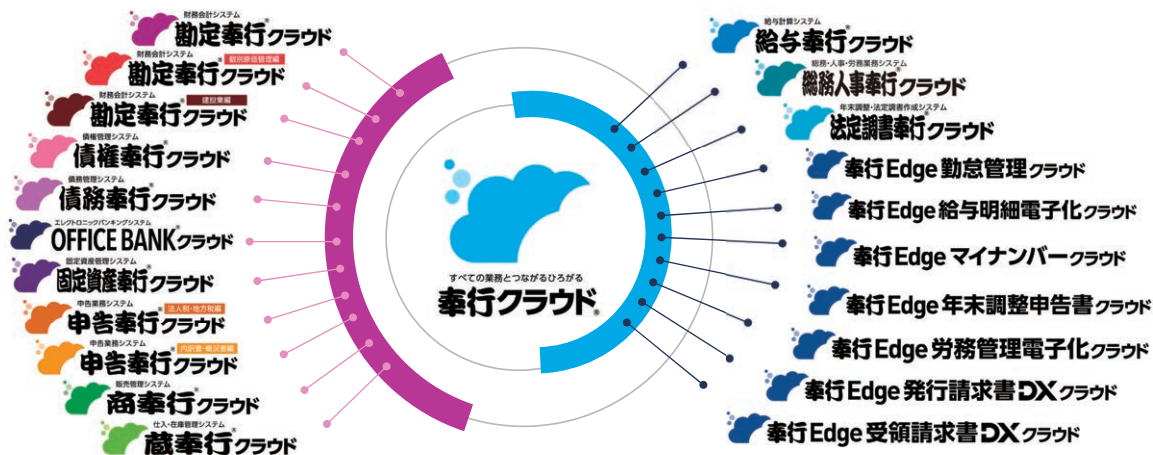 財務会計システム
勘定奉行クラウド
財務会計システム
個別原価管理編
勘定奉行クラウド
財務会計システム
建設業編
勘定奉行クラウド
債権管理システム
債権奉行クラウド
債務管理システム
債務奉行クラウド
エレクトロニックバンキングシステム
OFFICE BANKクラウド
固定資産管理システム
固定資産奉行クラウド
申告業務システム
法人税・地方税編
申告奉行クラウド
申告業務システム
内訳書・概況書編
申告奉行クラウド
販売管理システム
商奉行クラウド
仕入・在庫管理システム
蔵奉行クラウド
すべての業務とつながるひろがる
奉行クラウド
給与計算システム
給与奉行クラウド
総務・人事・労務業務システム
総務人事奉行クラウド
年末調整・法定調書作成システム
法定調書奉行クラウド
奉行Edge 勤怠管理クラウド
奉行Edge 給与明細電子化クラウド
奉行Edge マイナンバークラウド
奉行Edge 年末調整申告書クラウド
奉行Edge 労務管理電子化クラウド
奉行Edge 発行請求書DXクラウド
奉行Edge 受領請求書DXクラウド